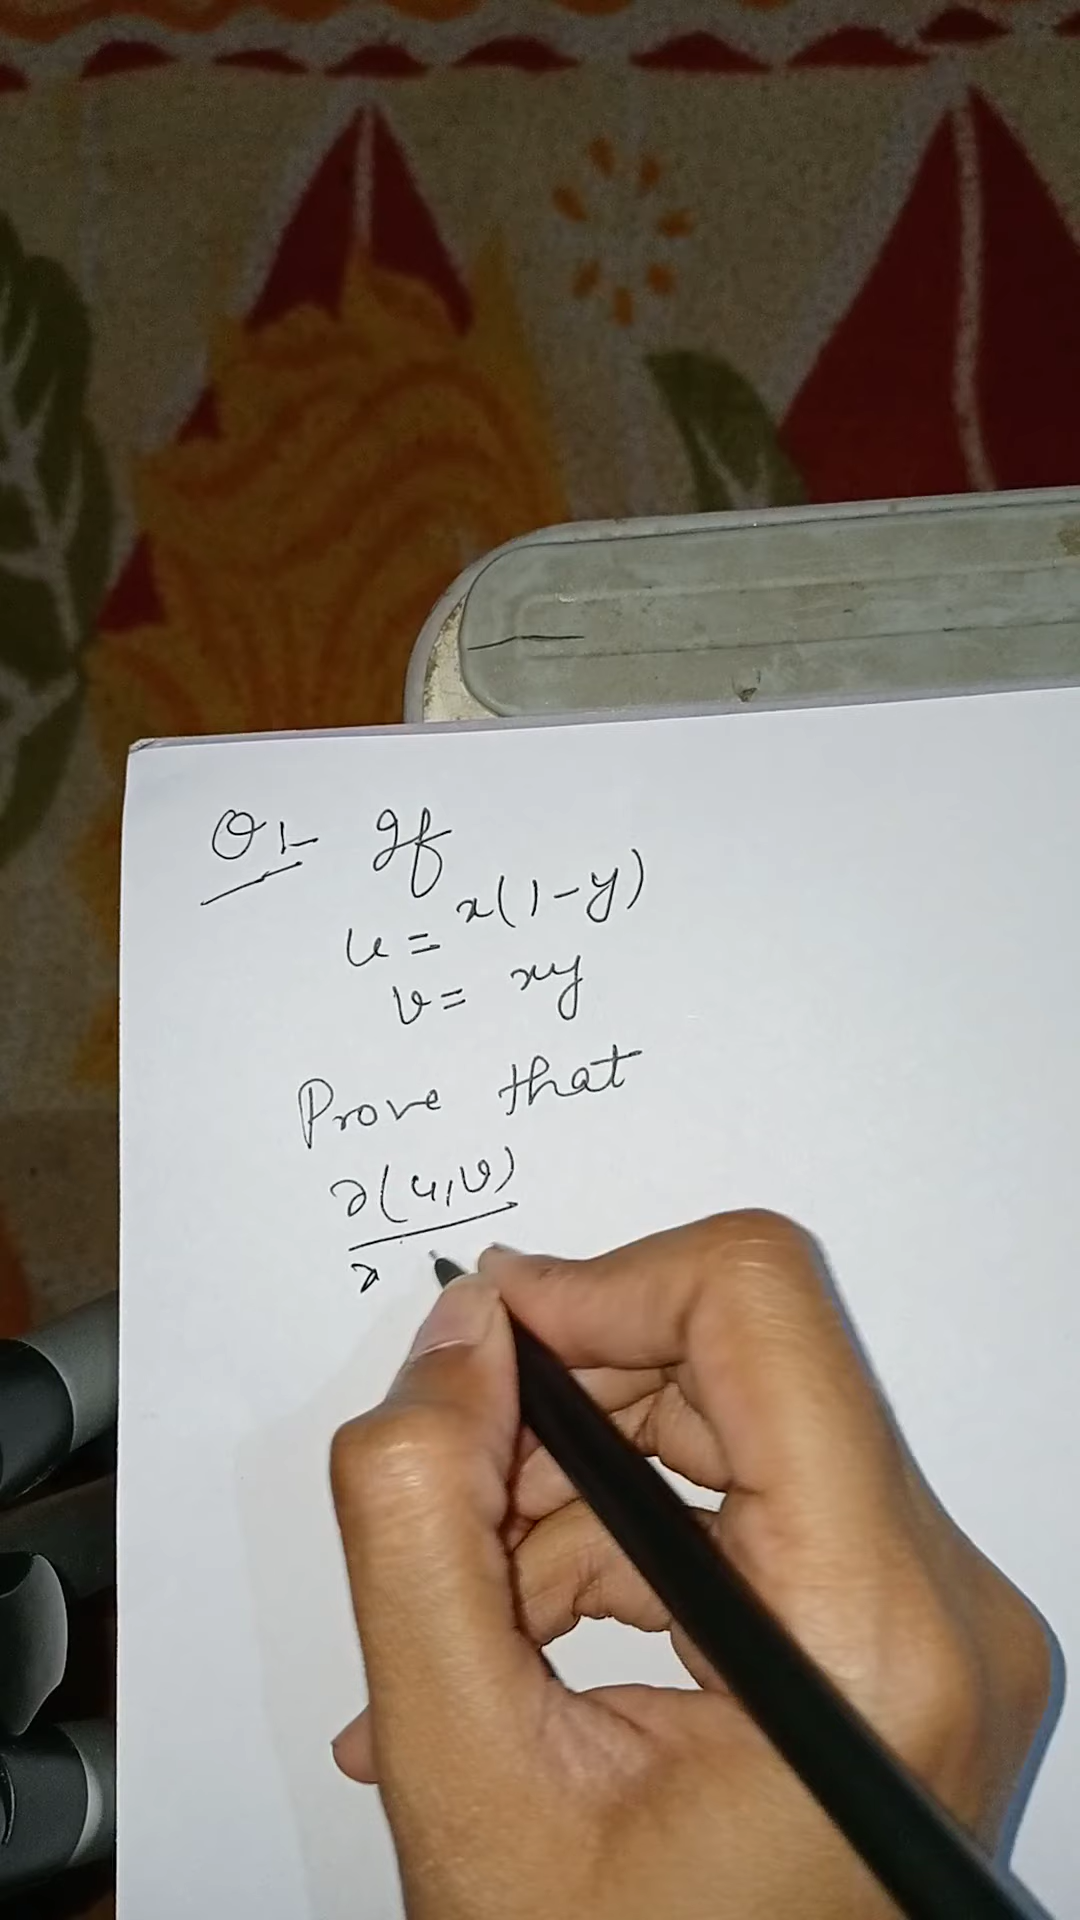 Q1- If
u = x(1-y)
v = xy
Prove that
∂(u,v)
∂